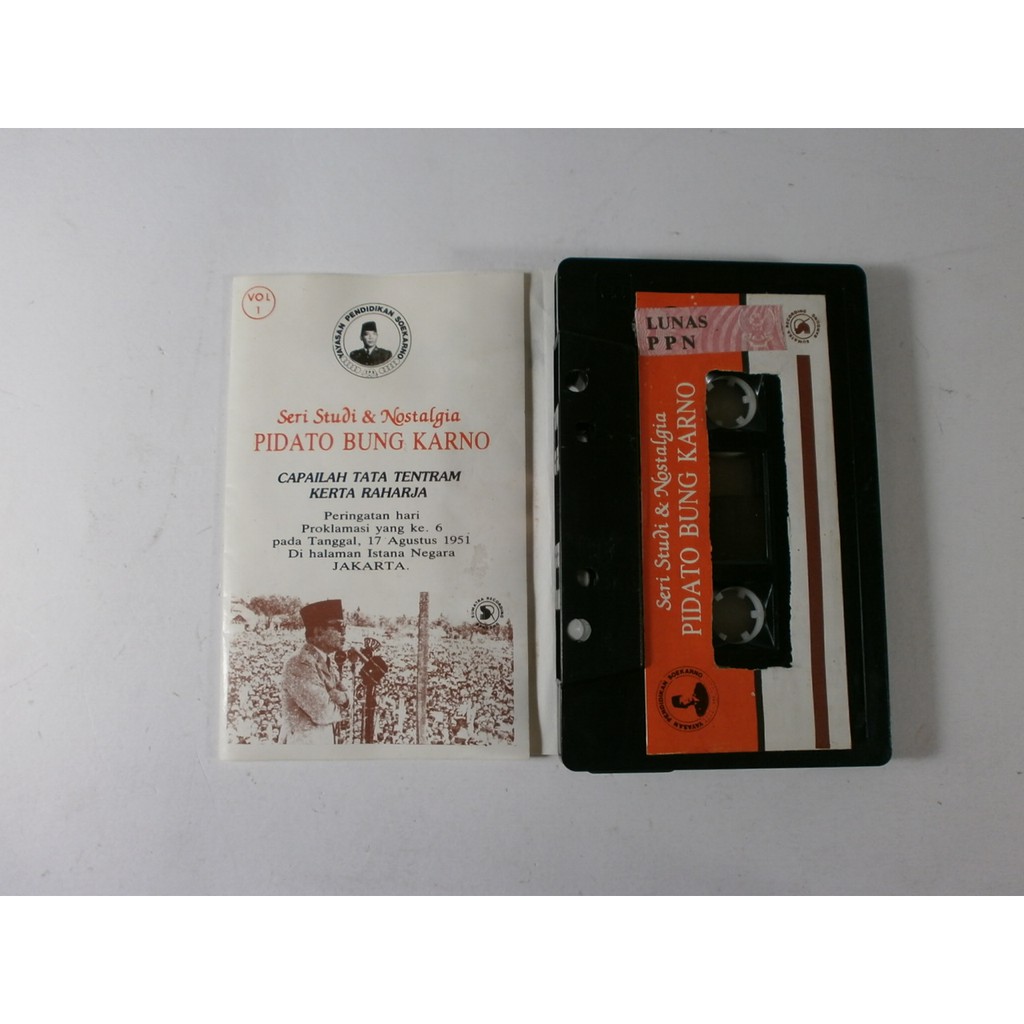 VOL
1
YAYASAN PENDIDIKAN SOEKARNO
Seri Studi & Nostalgia
PIDATO BUNG KARNO
CAPAILAH TATA TENTRAM
KERTA RAHARJA
Peringatan hari
Proklamasi yang ke. 6
pada Tanggal, 17 Agustus 1951
Di halaman Istana Negara
JAKARTA.
LUNAS
PPN
Seri Studi & Nostalgia
PIDATO BUNG KARNO
YAYASAN PENDIDIKAN SOEKARNO